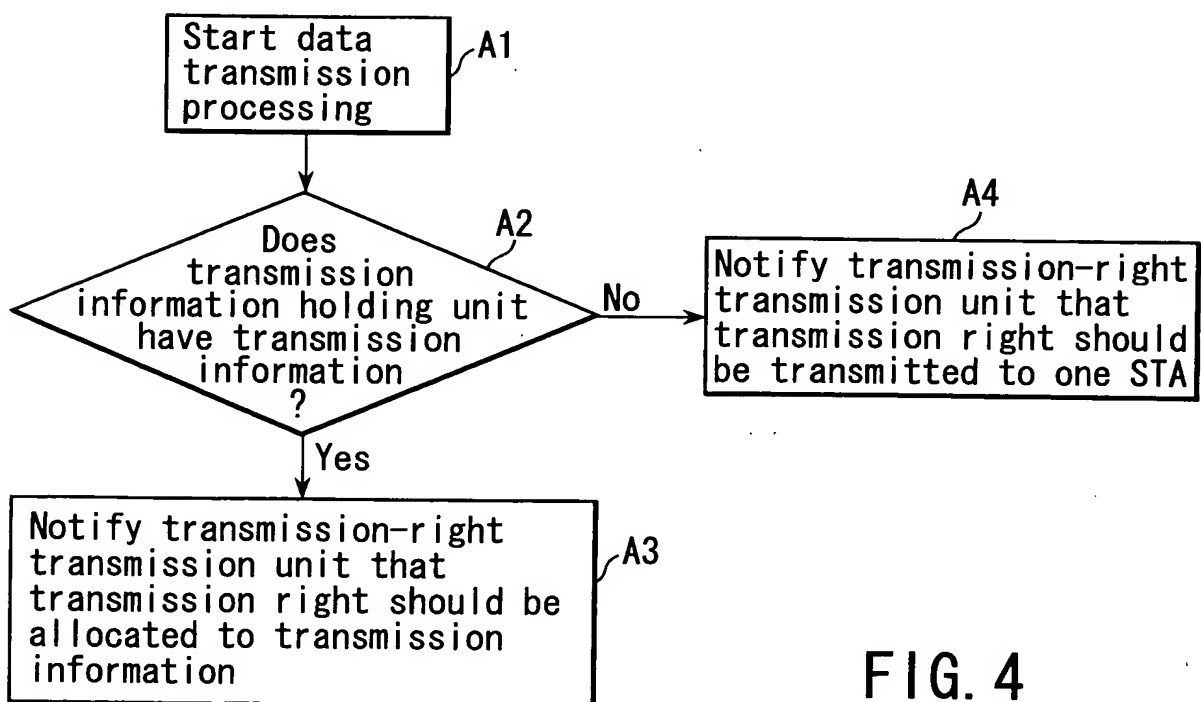 Start data
transmission
processing
A1
Does
transmission
information holding unit
have transmission
information
?
A2
No
A4
Notify transmission-right
transmission unit that
transmission right should
be transmitted to one STA
Yes
Notify transmission-right
transmission unit that
transmission right should be
allocated to transmission
information
A3
FIG. 4